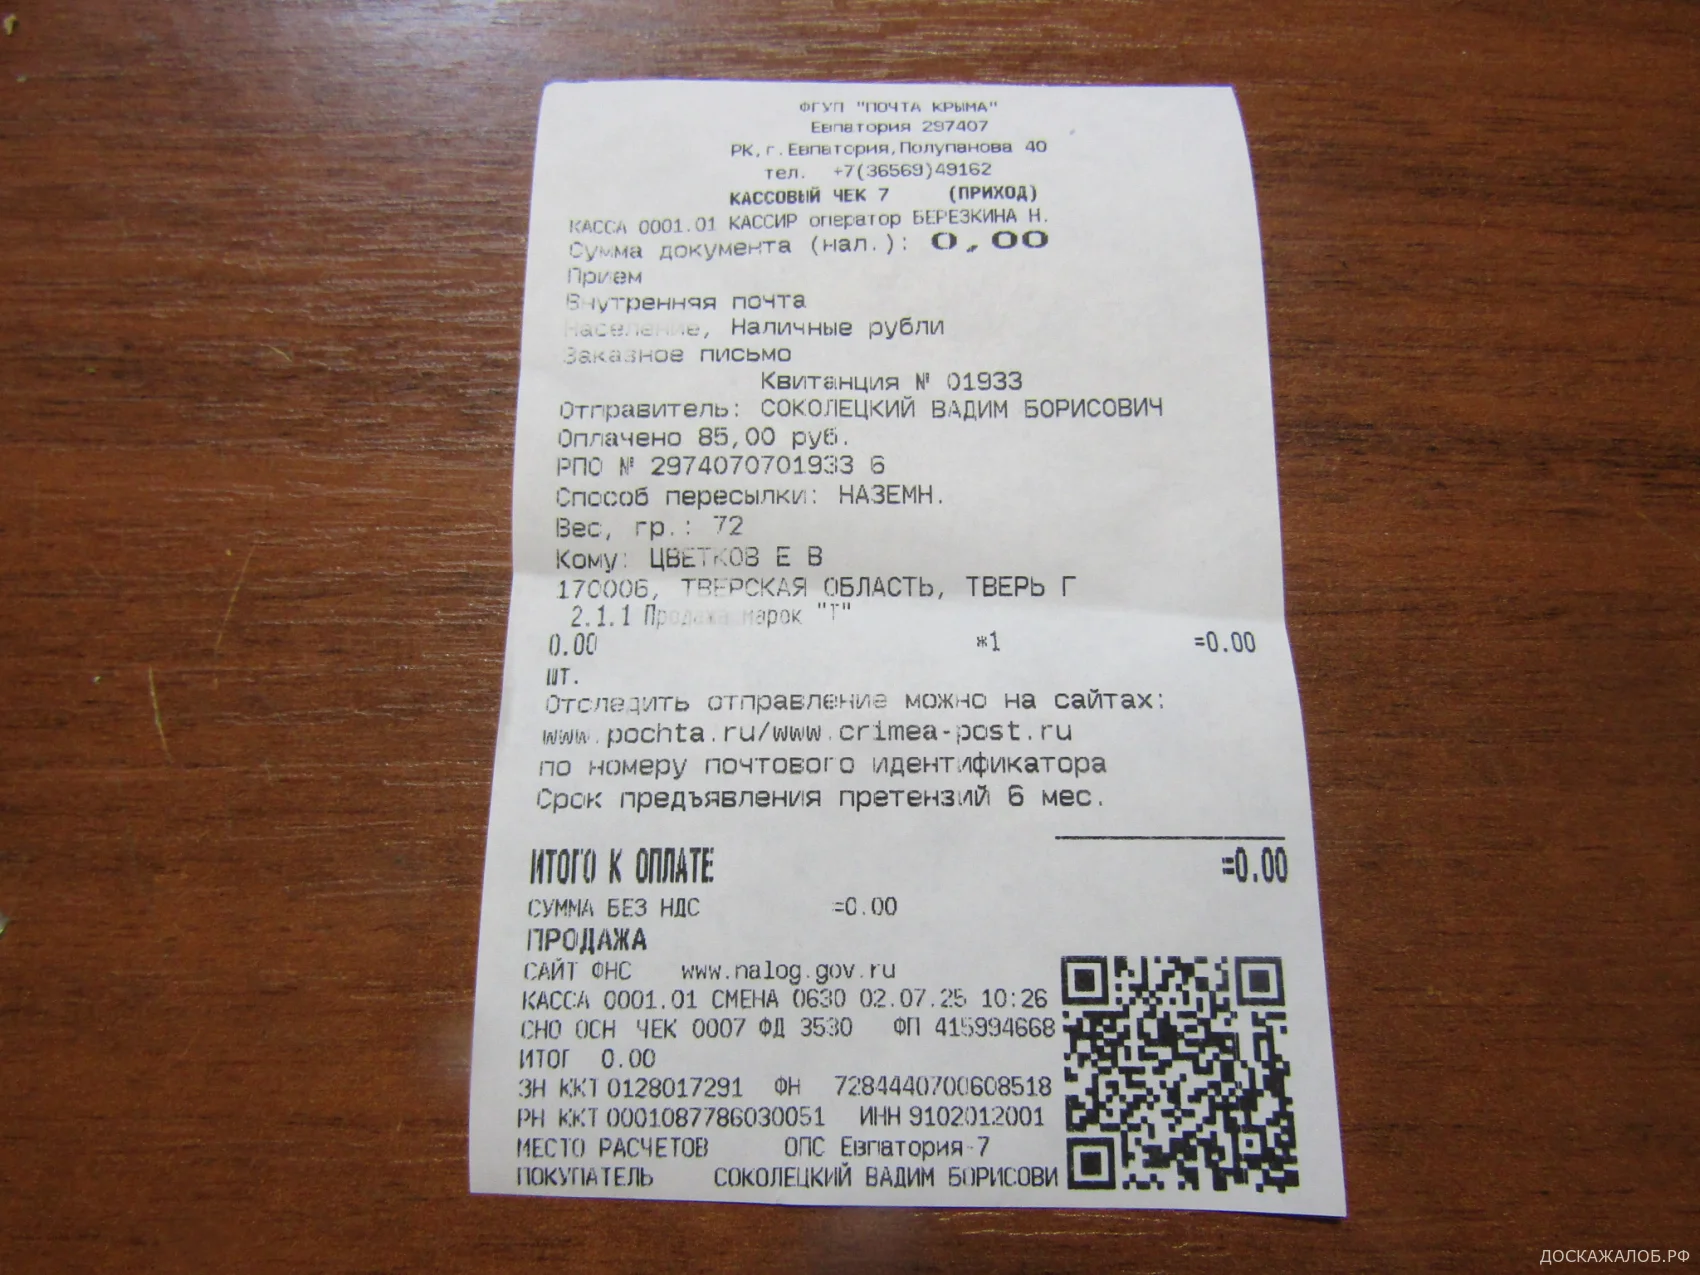 ФГУП "ПОЧТА КРЫМА"
Евпатория 297407
РК, г.Евпатория,Полупанова 40
тел. +7(36569)49162
КАССОВЫЙ ЧЕК 7 (ПРИХОД)
КАССА 0001.01 КАССИР оператор БЕРЕЗКИНА Н.
Сумма документа (нал.): 0,00
Прием
Внутренняя почта
Население, Наличные рубли
Заказное письмо
Квитанция № 01933
Отправитель: СОКОЛЕЦКИЙ ВАДИМ БОРИСОВИЧ
Оплачено 85,00 руб.
РПО № 2974070701933 6
Способ пересылки: НАЗЕМН.
Вес, гр.: 72
Кому: ЦВЕТКОВ Е В
170006, ТВЕРСКАЯ ОБЛАСТЬ, ТВЕРЬ Г
2.1.1 Продажа марок "Т"
0.00 *1 =0.00
шт.
Отследить отправление можно на сайтах:
www.pochta.ru/www.crimea-post.ru
по номеру почтового идентификатора
Срок предъявления претензий 6 мес.
ИТОГО К ОПЛАТЕ =0.00
СУММА БЕЗ НДС =0.00
ПРОДАЖА
САЙТ ФНС www.nalog.gov.ru
КАССА 0001.01 СМЕНА 0630 02.07.25 10:26
СНО ОСН ЧЕК 0007 ФД 3530 ФП 415994668
ИТОГ 0.00
ЗН ККТ 0128017291 ФН 7284440700608518
РН ККТ 0001087786030051 ИНН 9102012001
МЕСТО РАСЧЕТОВ ОПС Евпатория-7
ПОКУПАТЕЛЬ СОКОЛЕЦКИЙ ВАДИМ БОРИСОВИ
ДОСКАЖАЛОБ.РФ